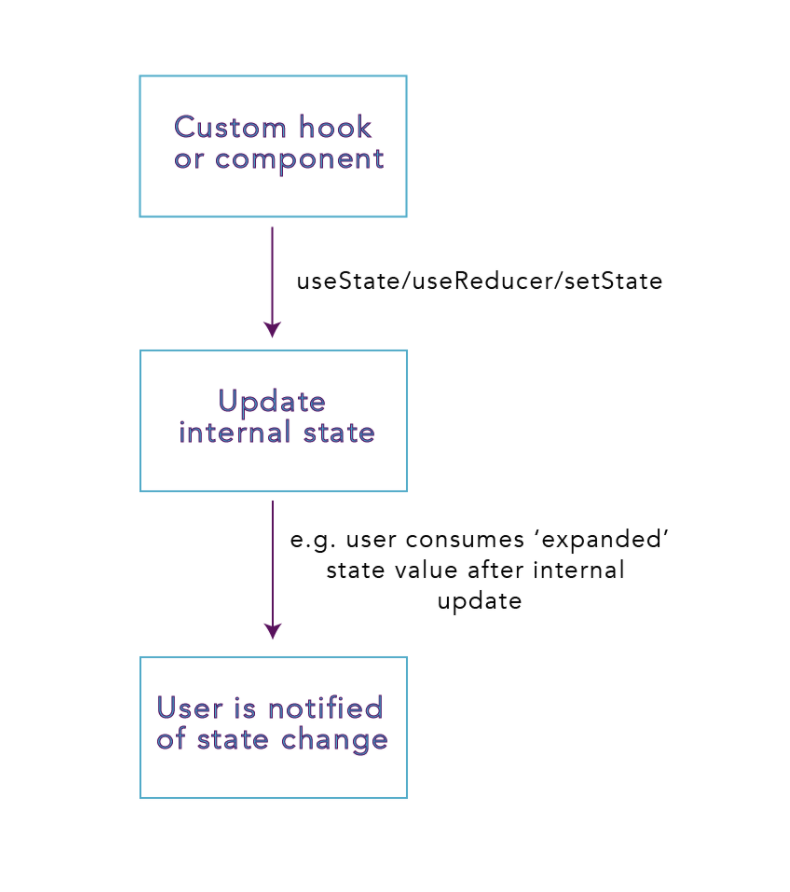 Custom hook
or component
useState/useReducer/setState
Update
internal state
e.g. user consumes ‘expanded’
state value after internal
update
User is notified
of state change